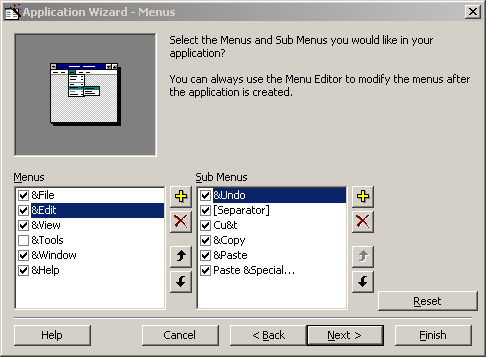 Application Wizard - Menus
Select the Menus and Sub Menus you would like in your
application?
You can always use the Menu Editor to modify the menus after
the application is created.
Menus
&File
&Edit
&View
&Tools
&Window
&Help
Sub Menus
&Undo
[Separator]
Cu&t
&Copy
&Paste
Paste &Special...
Reset
Help
Cancel
< Back
Next >
Finish